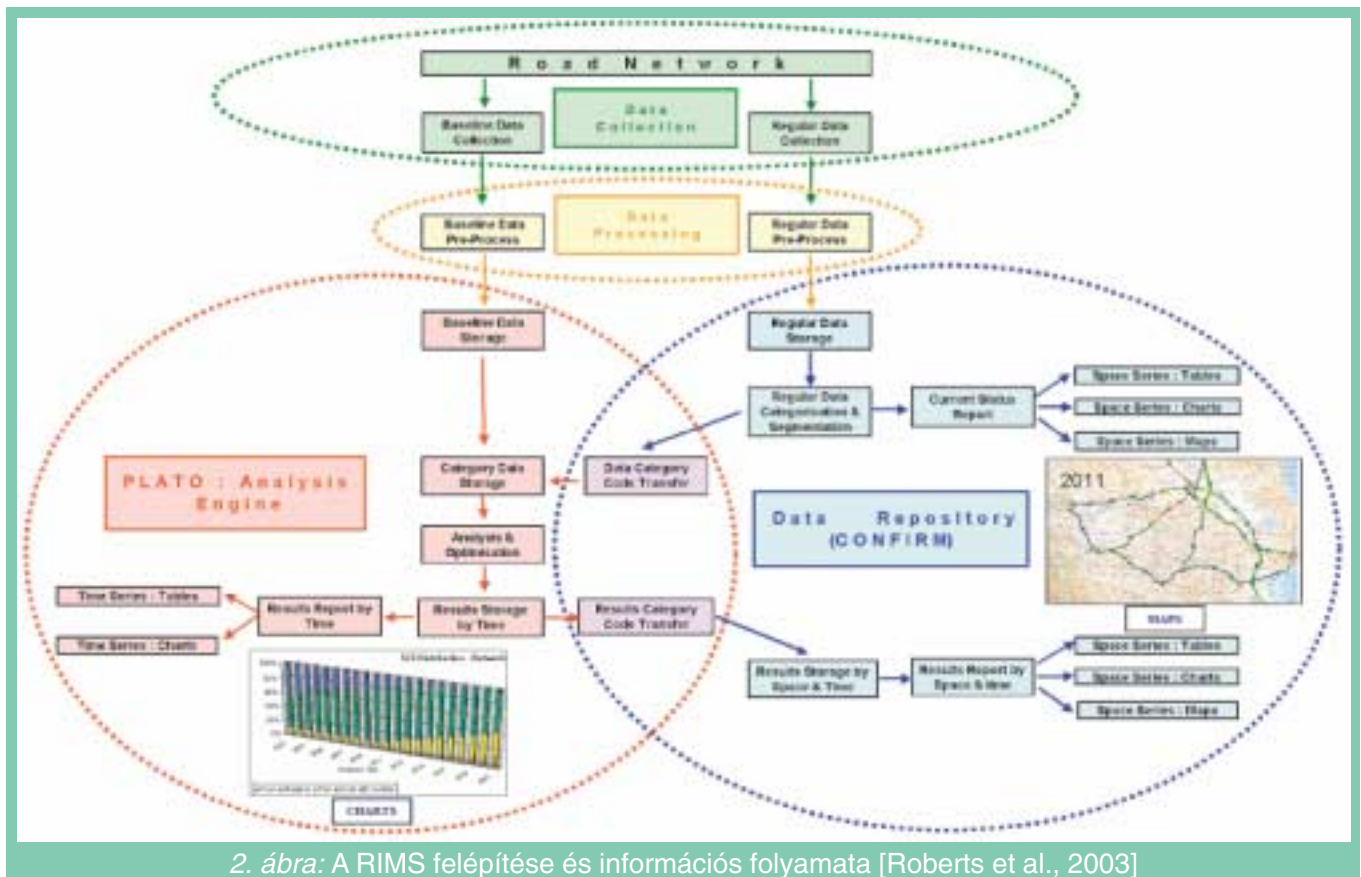 Road Network
Data
Collection
Baseline Data
Collection
Regular Data
Collection
Data
Processing
Baseline Data
Pre-Process
Regular Data
Pre-Process
Baseline Data
Storage
Regular Data
Storage
Regular Data
Categorisation &
Segmentation
Current Status
Report
Space Series : Tables
Space Series : Charts
Space Series : Maps
PLATO : Analysis
Engine
Category Data
Storage
Data Category
Code Transfer
Analysis &
Optimisation
Data Repository
(CONFIRM)
2011
MAPS
Time Series : Tables
Time Series : Charts
Results Report by
Time
Results Storage
by Time
Results Category
Code Transfer
Results Storage by
Space & Time
Results Report by
Space & time
Space Series : Tables
Space Series : Charts
Space Series : Maps
CHARTS
2. ábra: A RIMS felépítése és információs folyamata [Roberts et al., 2003]